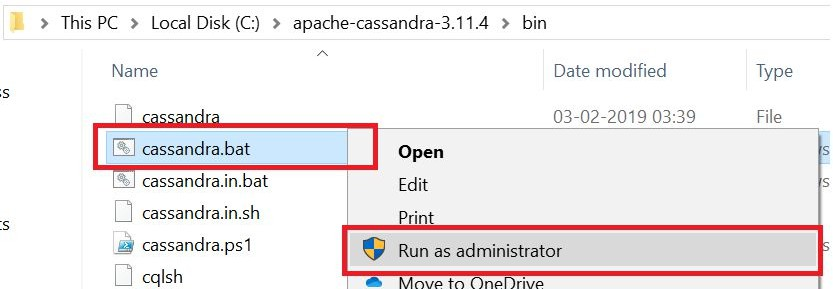 This PC > Local Disk (C:) > apache-cassandra-3.11.4 > bin
Name Date modified Type
ss
cassandra 03-02-2019 03:39 File
cassandra.bat
Open
Edit
cassandra.in.bat
Print
cassandra.in.sh
ts
cassandra.ps1
Run as administrator
cqlsh
Move to OneDrive